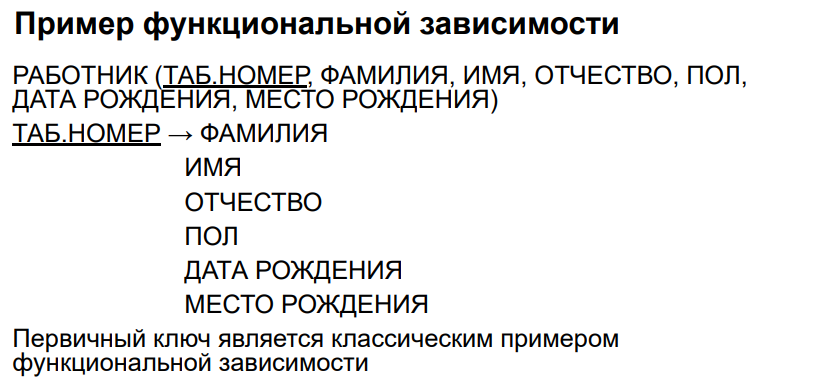 Пример функциональной зависимости
РАБОТНИК (ТАБ.НОМЕР, ФАМИЛИЯ, ИМЯ, ОТЧЕСТВО, ПОЛ,
ДАТА РОЖДЕНИЯ, МЕСТО РОЖДЕНИЯ)
ТАБ.НОМЕР → ФАМИЛИЯ
ИМЯ
ОТЧЕСТВО
ПОЛ
ДАТА РОЖДЕНИЯ
МЕСТО РОЖДЕНИЯ
Первичный ключ является классическим примером
функциональной зависимости